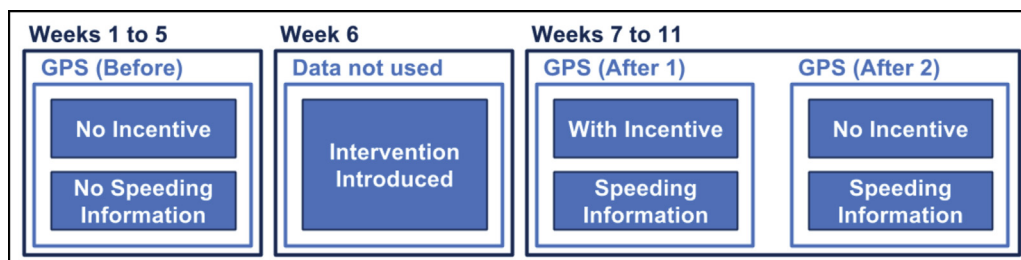 Weeks 1 to 5
GPS (Before)
No Incentive
No Speeding
Information
Week 6
Data not used
Intervention
Introduced
Weeks 7 to 11
GPS (After 1)
With Incentive
Speeding
Information
GPS (After 2)
No Incentive
Speeding
Information